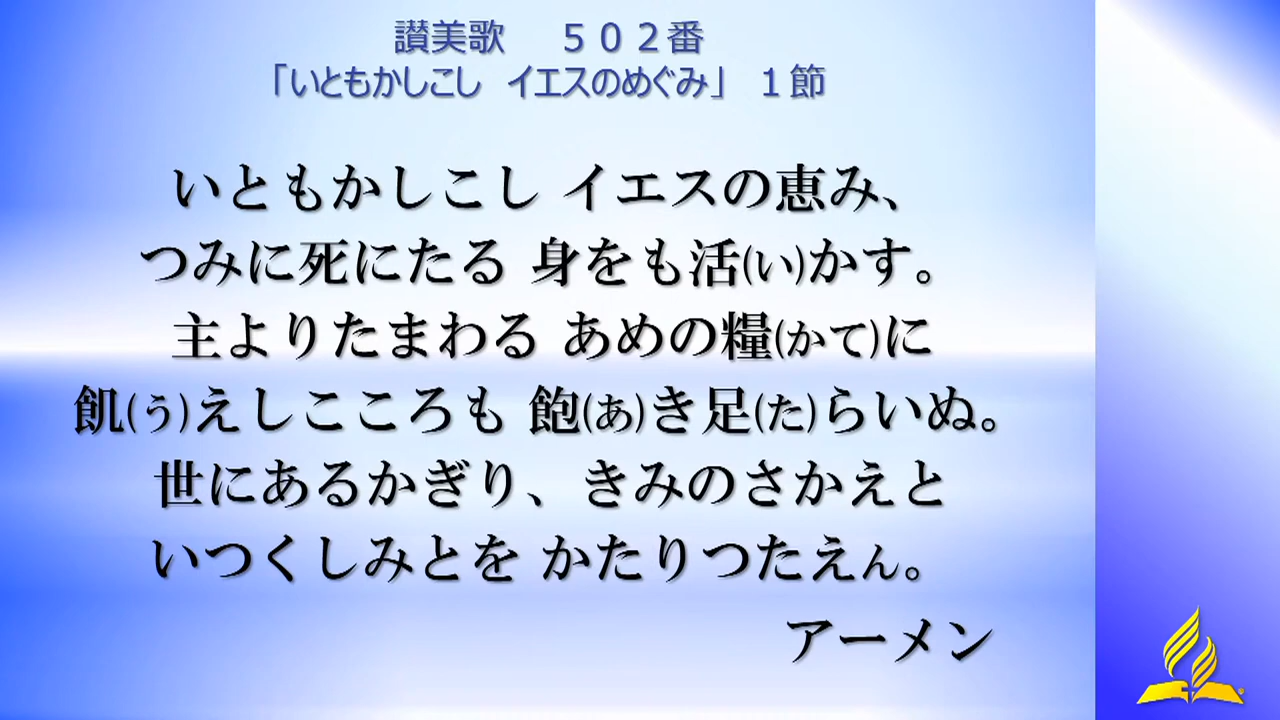 讃美歌　５０２番
「いともかしこし　イエスのめぐみ」　１節
いともかしこし イエスの恵み、
つみに死にたる 身をも活(い)かす。
主よりたまわる あめの糧(かて)に
飢(う)えしこころも 飽(あ)き足(た)らいぬ。
世にあるかぎり、きみのさかえと
いつくしみとを かたりつたえん。
アーメン